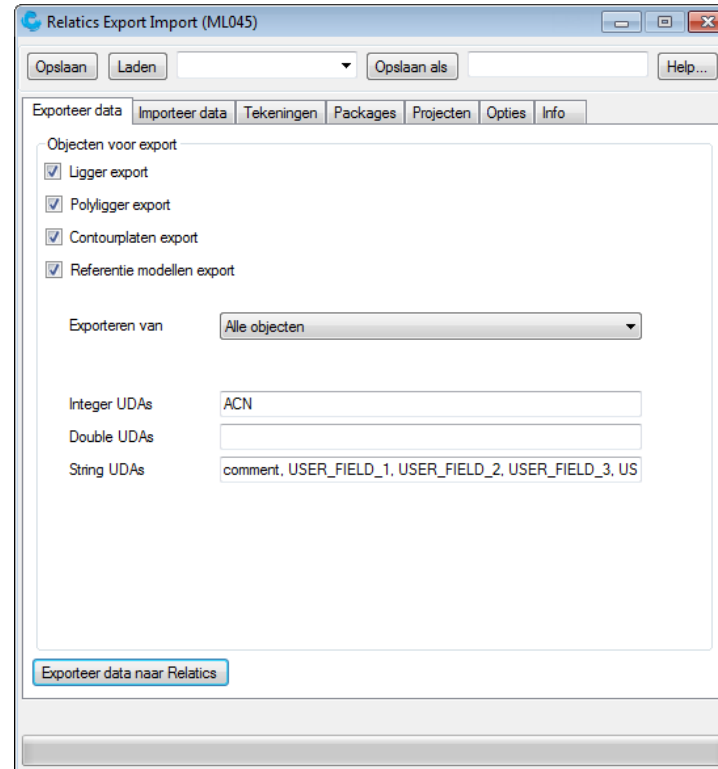 Relatics Export Import (ML045)
Opslaan Laden Opslaan als Help...
Exporteer data Importeer data Tekeningen Packages Projecten Opties Info
Objecten voor export
Ligger export
Polyligger export
Contourplaten export
Referentie modellen export
Exporteren van Alle objecten
Integer UDAs ACN
Double UDAs
String UDAs comment, USER_FIELD_1, USER_FIELD_2, USER_FIELD_3, US
Exporteer data naar Relatics